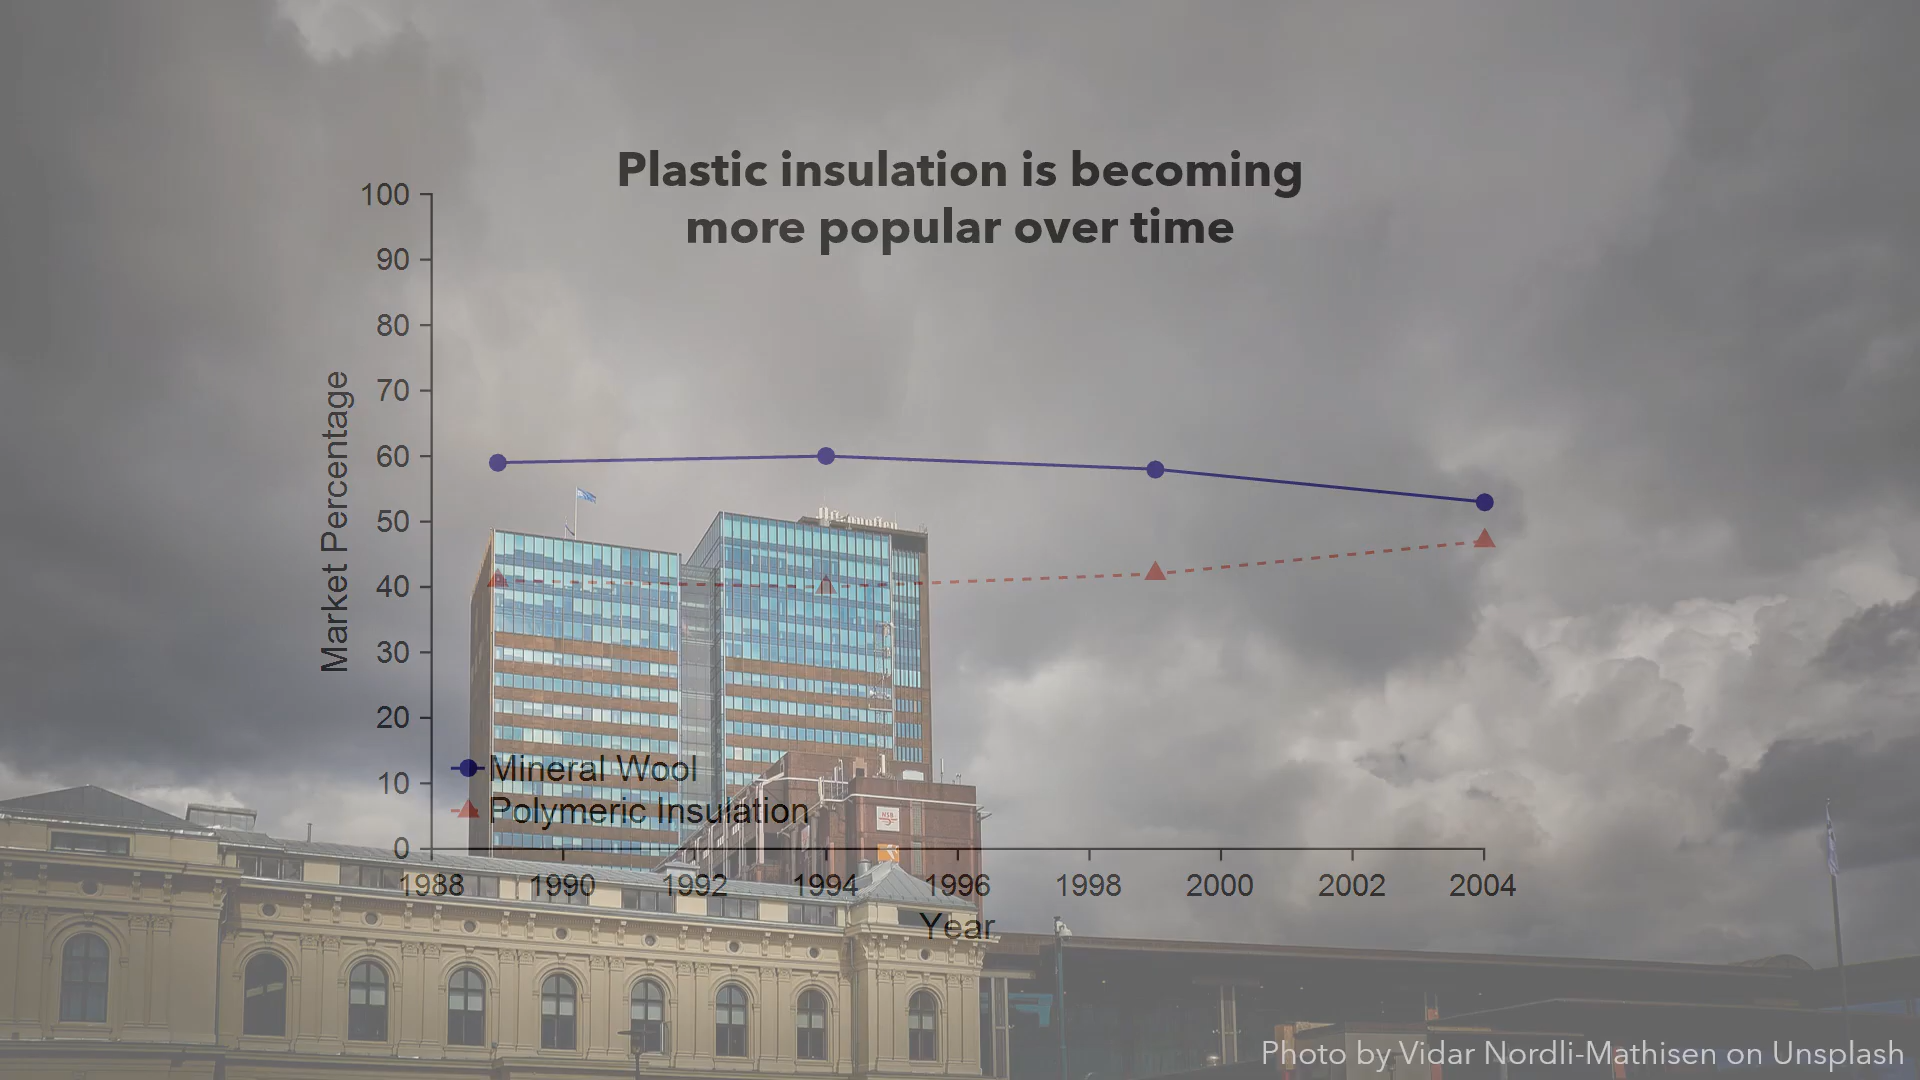 Plastic insulation is becoming
more popular over time
100
90
80
70
60
50
40
30
20
10
0
Market Percentage
Mineral Wool
Polymeric Insulation
1988 1990 1992 1994 1996 1998 2000 2002 2004
Year
NSB
Photo by Vidar Nordli-Mathisen on Unsplash